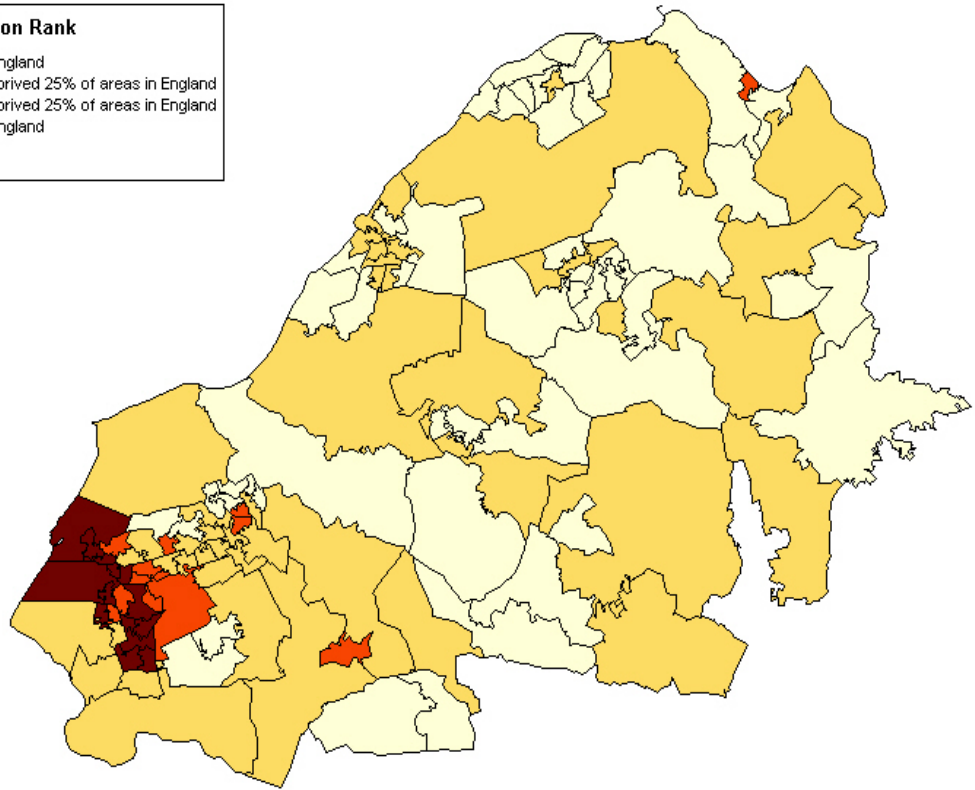 on Rank
ngland
prived 25% of areas in England
prived 25% of areas in England
ngland